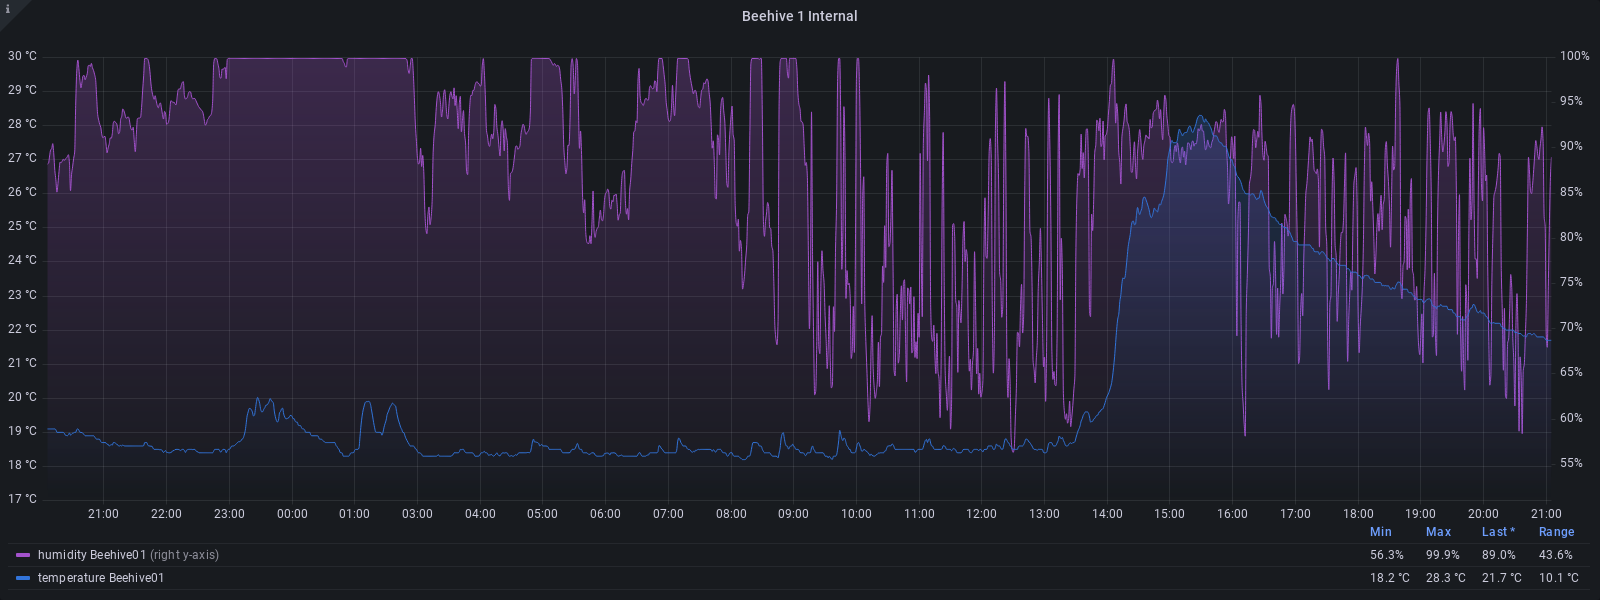 i
Beehive 1 Internal
30 °C 100%
29 °C 95%
28 °C 90%
27 °C 85%
26 °C 80%
25 °C 75%
24 °C 70%
23 °C 65%
22 °C 60%
21 °C 55%
20 °C
19 °C
18 °C
17 °C
21:00 22:00 23:00 00:00 01:00 03:00 04:00 05:00 06:00 07:00 08:00 09:00 10:00 11:00 12:00 13:00 14:00 15:00 16:00 17:00 18:00 19:00 20:00 21:00
Min Max Last * Range
humidity Beehive01 (right y-axis) 56.3% 99.9% 89.0% 43.6%
temperature Beehive01 18.2 °C 28.3 °C 21.7 °C 10.1 °C